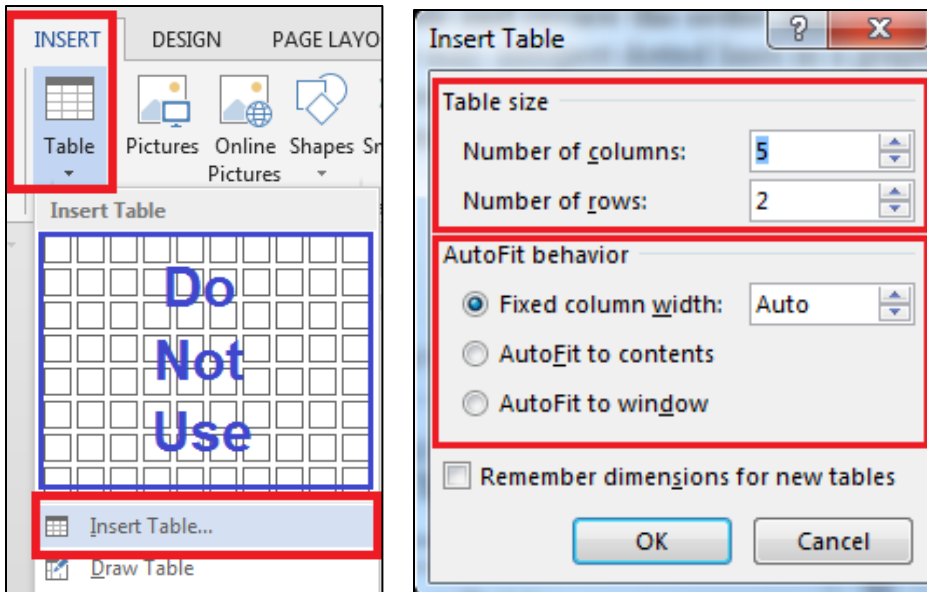 INSERT DESIGN PAGE LAYO
Table Pictures Online Pictures Shapes Sr
Insert Table
Do
Not
Use
Insert Table...
Draw Table
Insert Table
Table size
Number of columns: 5
Number of rows: 2
AutoFit behavior
Fixed column width: Auto
AutoFit to contents
AutoFit to window
Remember dimensions for new tables
OK Cancel